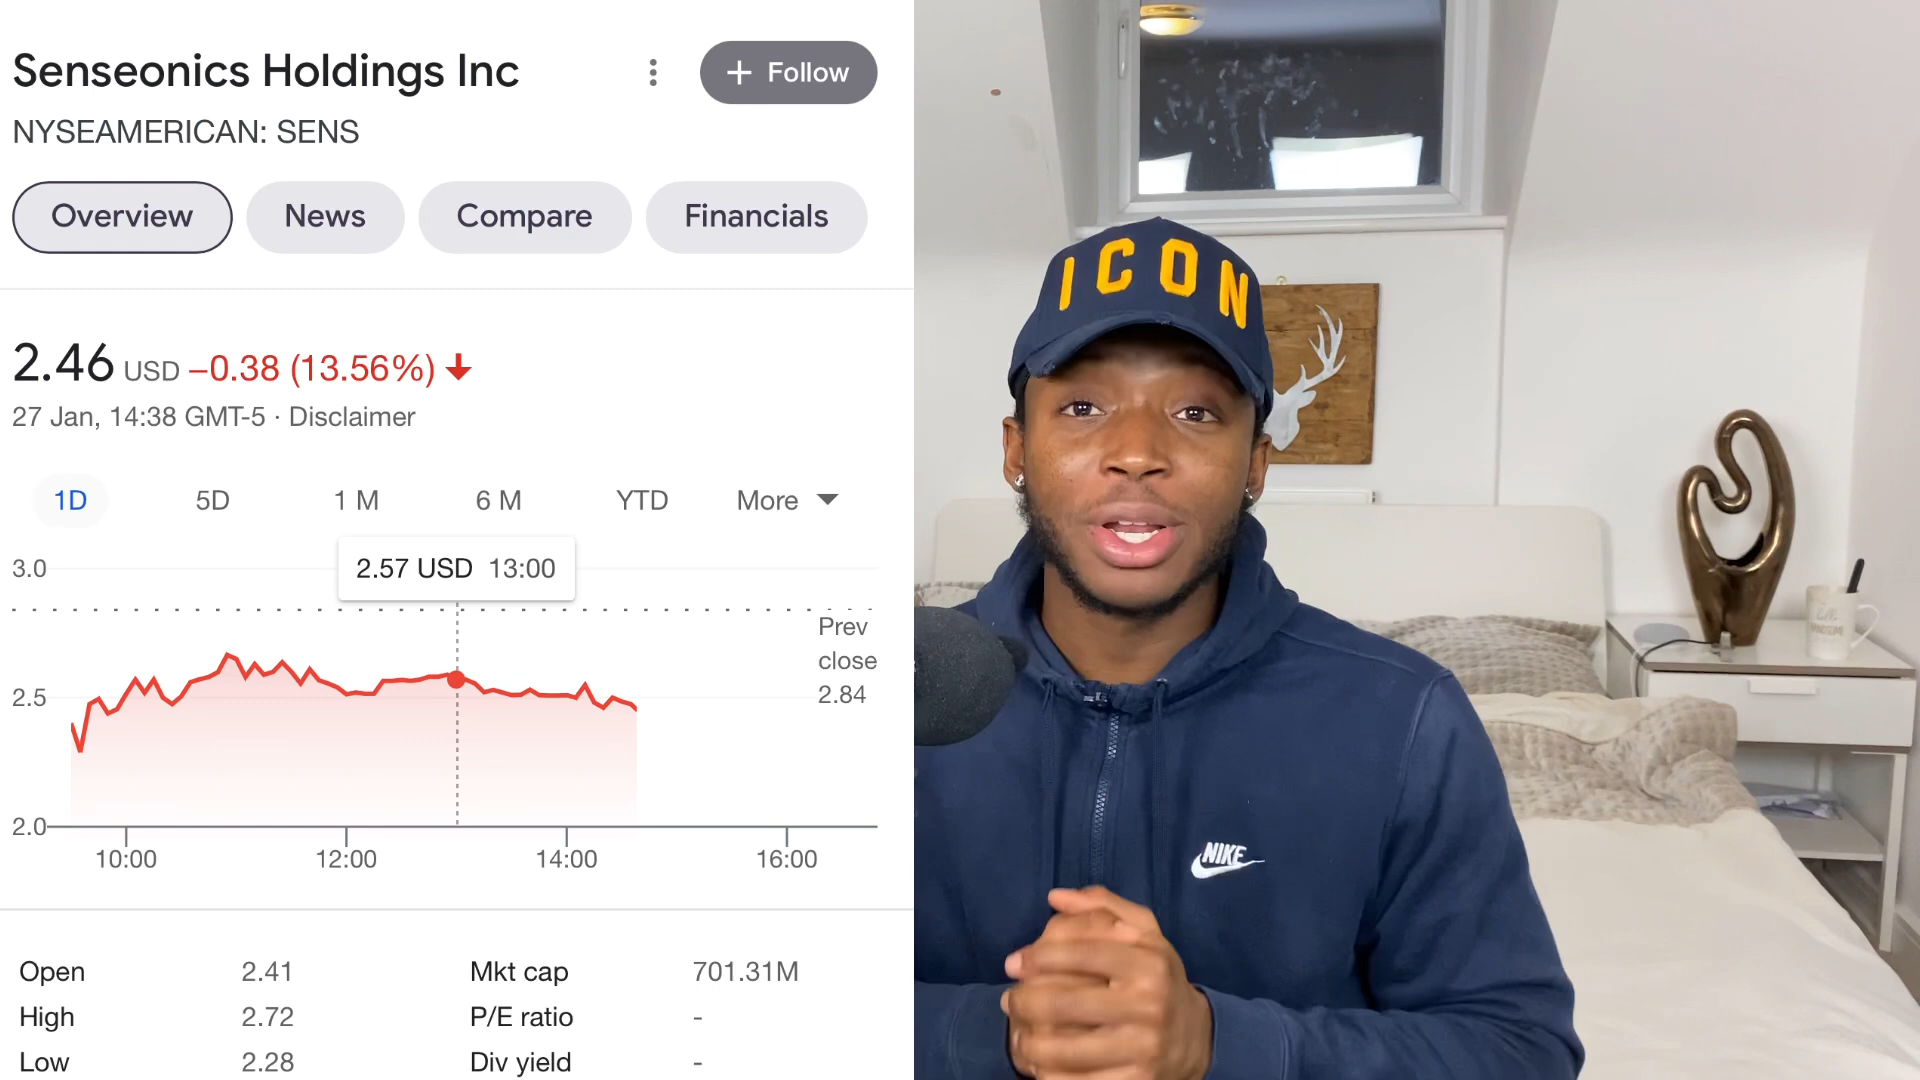 Senseonics Holdings Inc
+ Follow
NYSEAMERICAN: SENS
Overview
News
Compare
Financials
2.46 USD –0.38 (13.56%)
27 Jan, 14:38 GMT-5 · Disclaimer
1D
5D
1 M
6 M
YTD
More
3.0
2.57 USD 13:00
Prev
close
2.84
2.5
2.0
10:00
12:00
14:00
16:00
Open 2.41
Mkt cap 701.31M
High 2.72
P/E ratio -
Low 2.28
Div yield -
ICON
NIKE